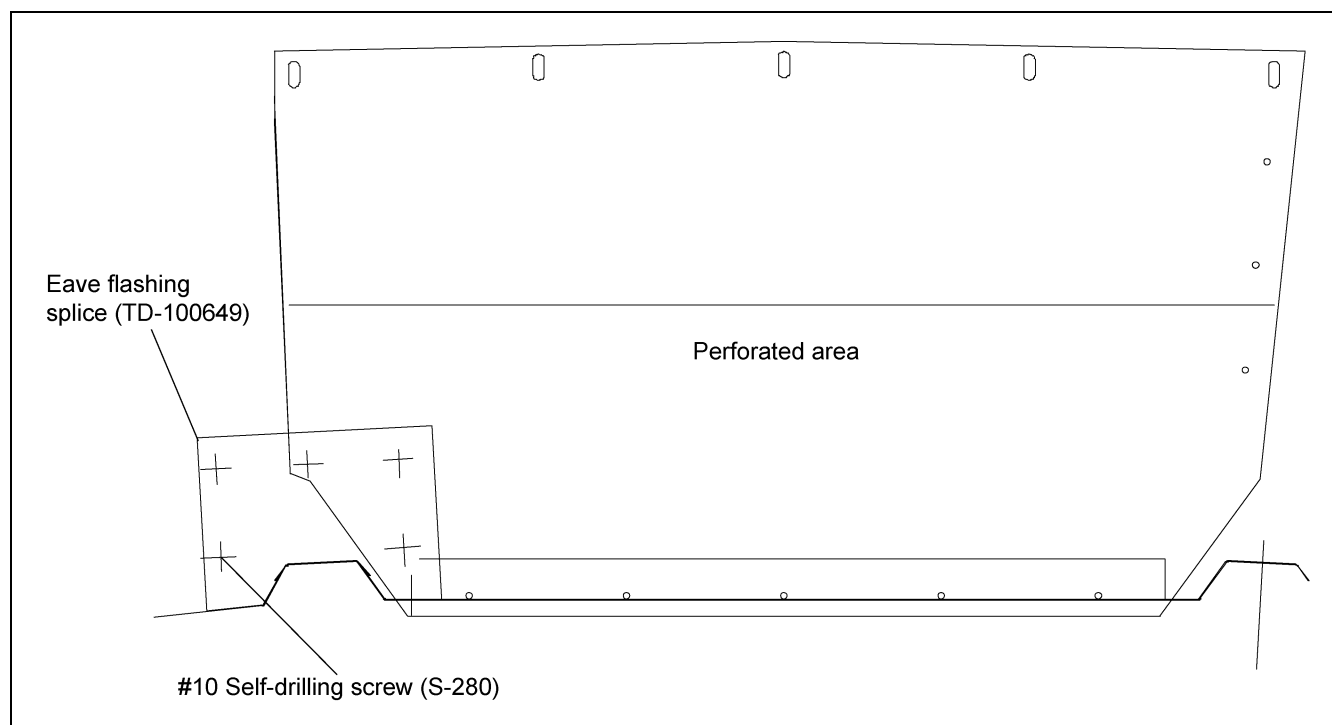 Eave flashing
splice (TD-100649)
Perforated area
#10 Self-drilling screw (S-280)